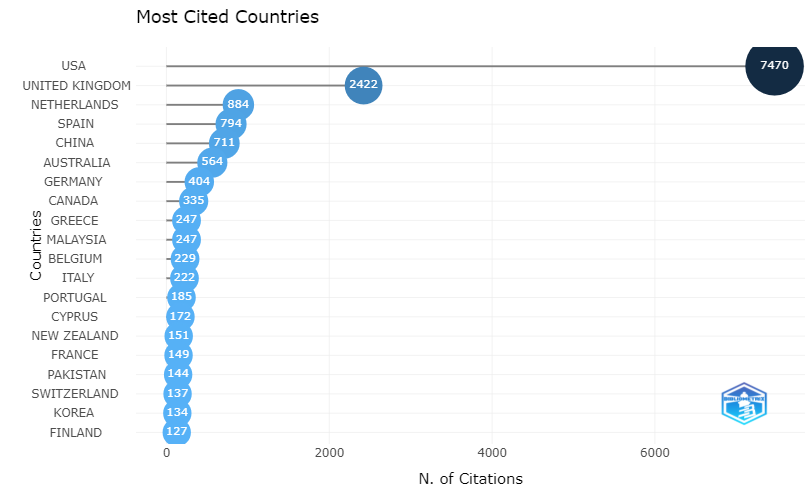 Most Cited Countries
USA 7470
UNITED KINGDOM 2422
NETHERLANDS 884
SPAIN 794
CHINA 711
AUSTRALIA 564
GERMANY 404
CANADA 335
GREECE 247
MALAYSIA 247
BELGIUM 229
ITALY 222
PORTUGAL 185
CYPRUS 172
NEW ZEALAND 151
FRANCE 149
PAKISTAN 144
SWITZERLAND 137
KOREA 134
FINLAND 127
Countries
0 2000 4000 6000
N. of Citations
BIBLIOMETRIX